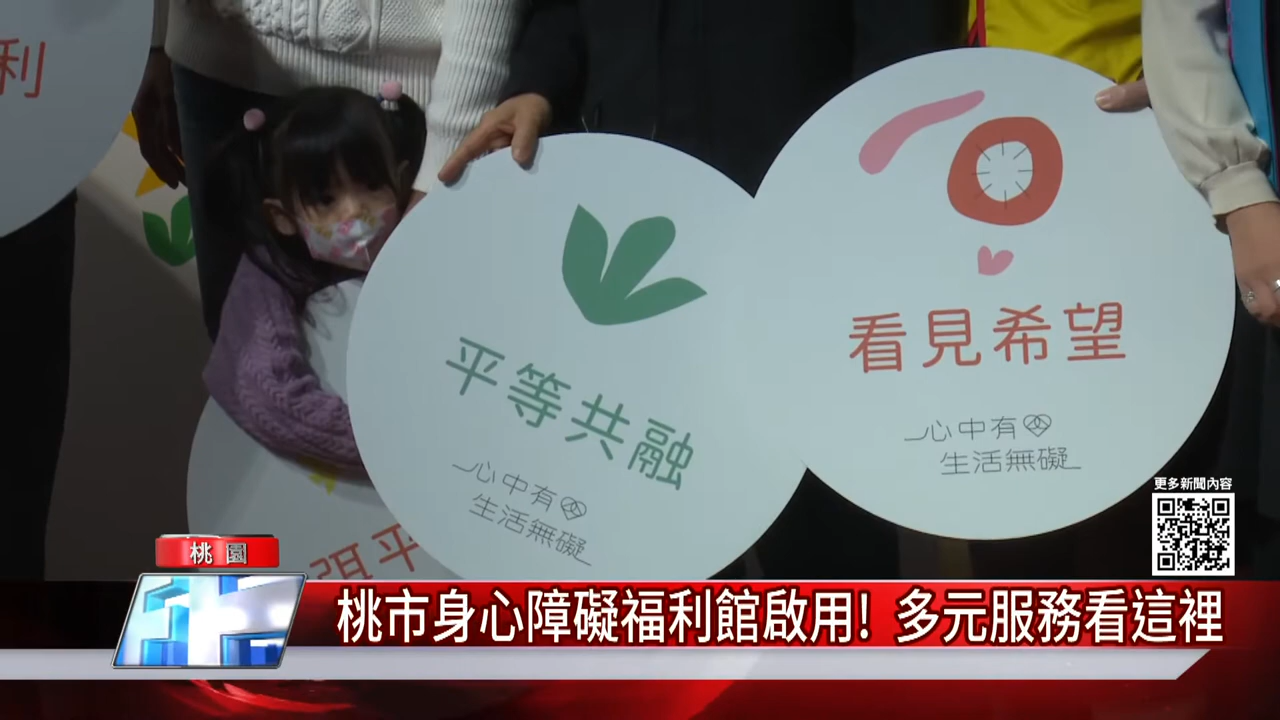 利
平等共融
心中有
生活無礙
看見希望
心中有
生活無礙
平
更多新聞內容
桃園
桃市身心障礙福利館啟用! 多元服務看這裡